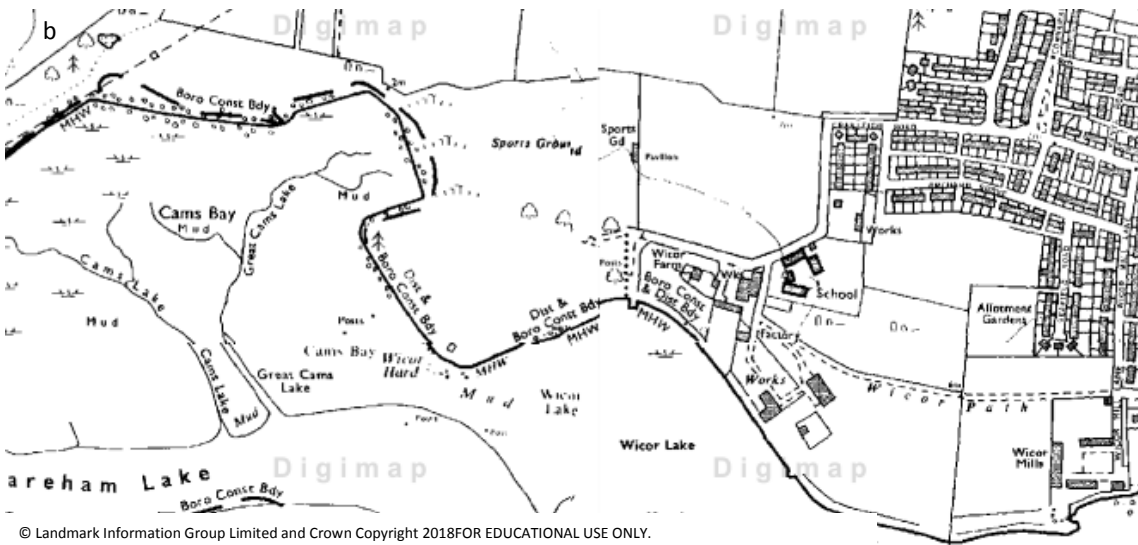 b
Digimap
Digimap
Boro Const Bdy
MHW
Sports Ground
Sports
Gd
Pavilion
Mud
Cams Bay
Mud
Great Cams Lake
Cams Lake
Mud
Works
Wicor
Farm
Wks
School
Boro Const
& Dist Bdy
MHW
Posts
Dist &
Boro Const Bdy
Dist &
Boro Const Bdy
MHW
Allotment
Gardens
Factory
Posts
Cams Bay
Wicor
Hard
MHW
Mud
Great Cams
Lake
Cams Lake
Mud
Wicor
Lake
Works
Wicor Path
Wicor Lake
Wicor
Mills
Digimap
Digimap
areham Lake
Boro Const Bdy
© Landmark Information Group Limited and Crown Copyright 2018FOR EDUCATIONAL USE ONLY.